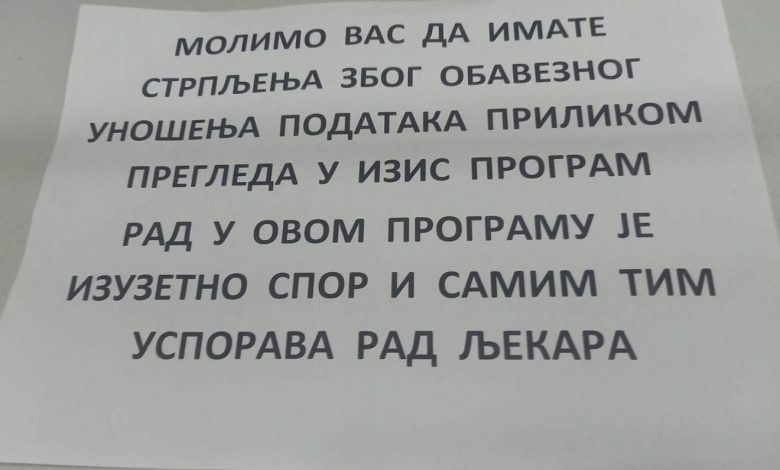 МОЛИМО ВАС ДА ИМАТЕ
СТРПЉЕЊА ЗБОГ ОБАВЕЗНОГ
УНОШЕЊА ПОДАТАКА ПРИЛИКОМ
ПРЕГЛЕДА У ИЗИС ПРОГРАМ
РАД У ОВОМ ПРОГРАМУ ЈЕ
ИЗУЗЕТНО СПОР И САМИМ ТИМ
УСПОРАВА РАД ЉЕКАРА